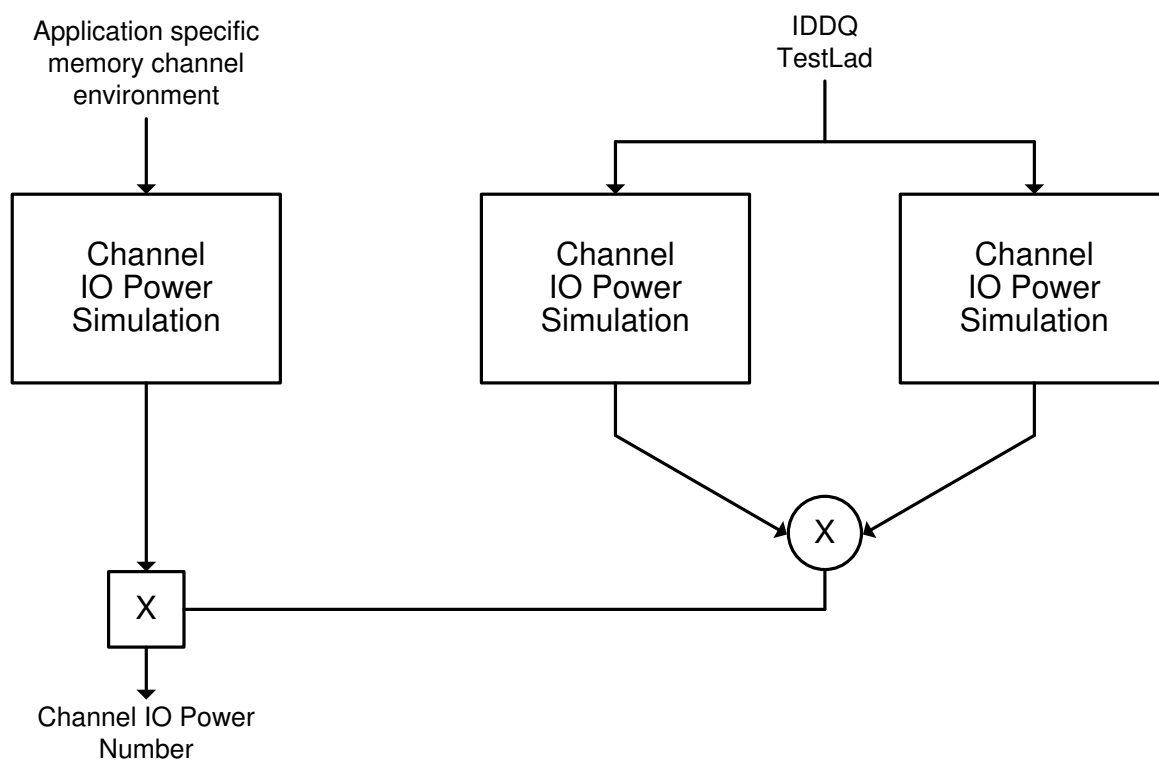 Application specific
memory channel
environment
IDDQ
TestLad
Channel
IO Power
Simulation
Channel
IO Power
Simulation
Channel
IO Power
Simulation
X
X
Channel IO Power
Number